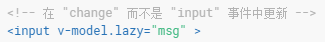 <!-- 在 "change" 而不是 "input" 事件中更新 -->
<input v-model.lazy="msg" >